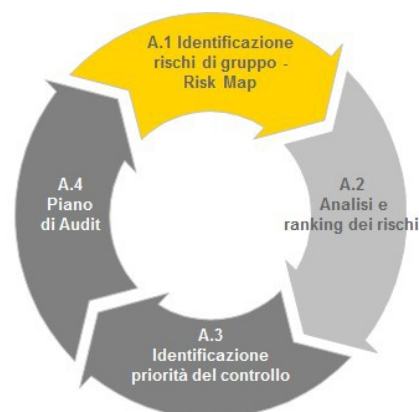 A.1 Identificazione
rischi di gruppo -
Risk Map
A.2
Analisi e
ranking dei rischi
A.3
Identificazione
priorità del controllo
A.4
Piano
di Audit